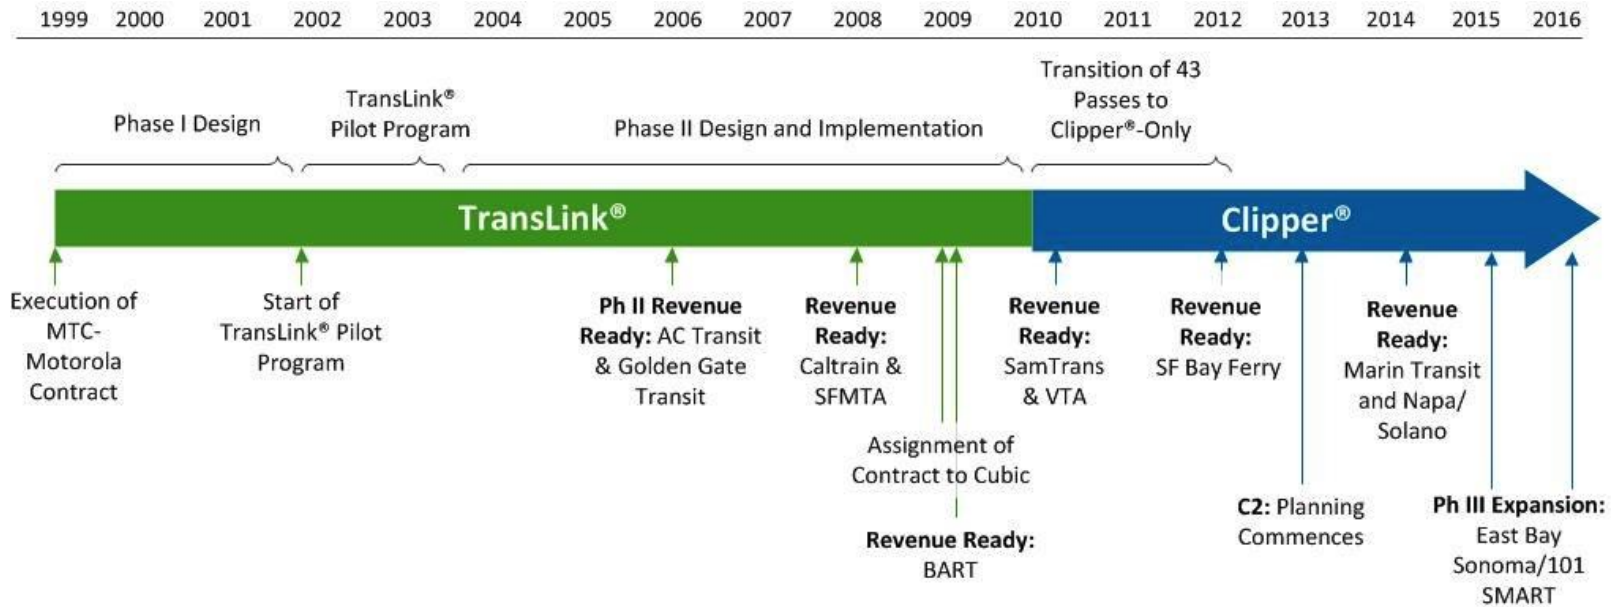 1999 2000 2001 2002 2003 2004 2005 2006 2007 2008 2009 2010 2011 2012 2013 2014 2015 2016
Phase I Design
TransLink®
Pilot Program
Phase II Design and Implementation
Transition of 43
Passes to
Clipper®-Only
TransLink®
Clipper®
Execution of
MTC-
Motorola
Contract
Start of
TransLink® Pilot
Program
Ph II Revenue
Ready: AC Transit
& Golden Gate
Transit
Revenue
Ready:
Caltrain &
SFMTA
Assignment of
Contract to Cubic
Revenue Ready:
BART
Revenue
Ready:
SamTrans
& VTA
Revenue
Ready:
SF Bay Ferry
C2: Planning
Commences
Revenue
Ready:
Marin Transit
and Napa/
Solano
Ph III Expansion:
East Bay
Sonoma/101
SMART